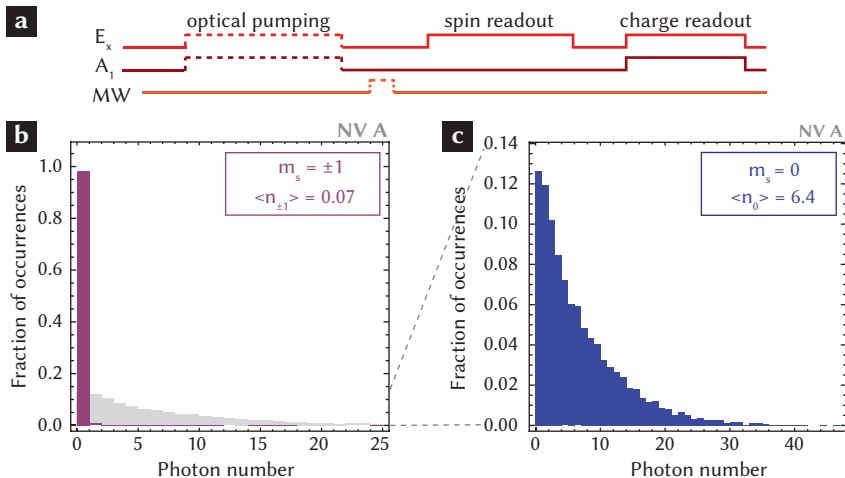 a
optical pumping spin readout charge readout
Eₓ
A₁
MW
b
NV A
mₛ = ±1
<n±₁> = 0.07
Fraction of occurrences
1.0
0.8
0.6
0.4
0.2
0.0
0 5 10 15 20 25
Photon number
c
NV A
mₛ = 0
<n₀> = 6.4
Fraction of occurrences
0.14
0.12
0.10
0.08
0.06
0.04
0.02
0.00
0 10 20 30 40
Photon number